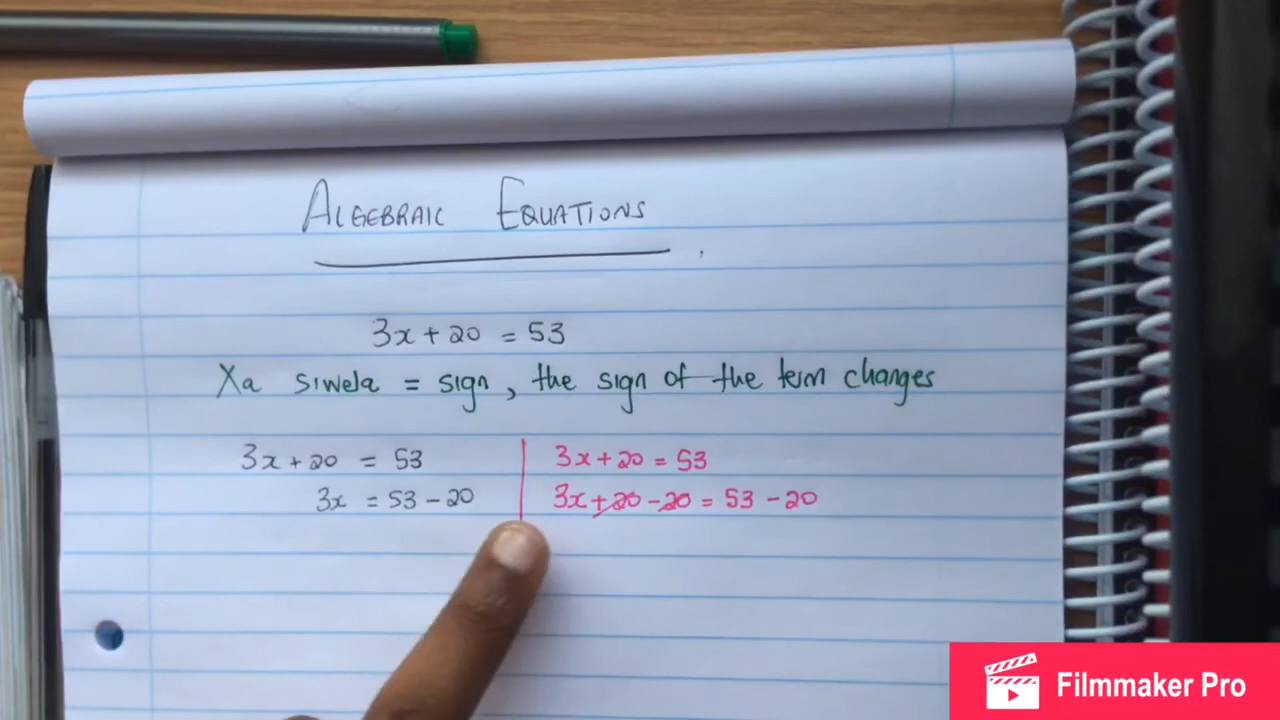 ALGEBRAIC EQUATIONS
3x + 20 = 53
Xa siwela = sign, the sign of the term changes
3x + 20 = 53
3x = 53 - 20
3x + 20 = 53
3x + 20 - 20 = 53 - 20
Filmmaker Pro